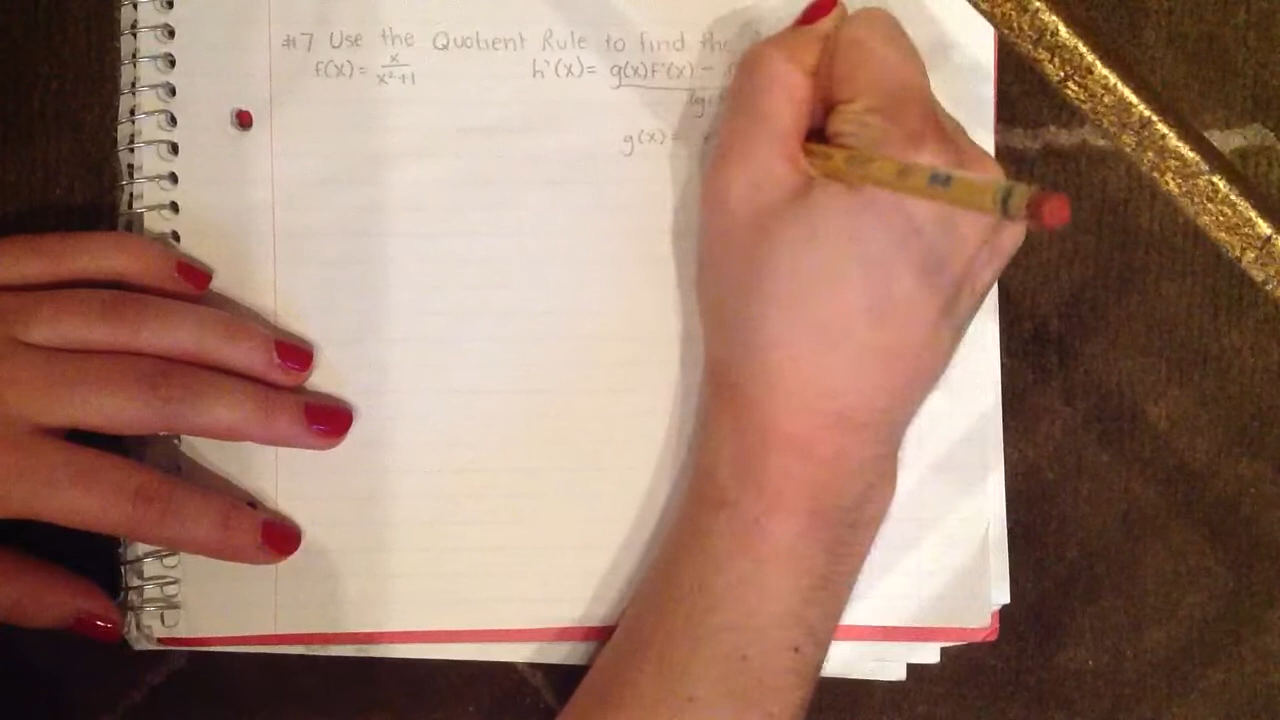 #7 Use the Quotient Rule to find the
f(x) = x/x²+1 h'(x) = g(x)f'(x) -
g(x) =